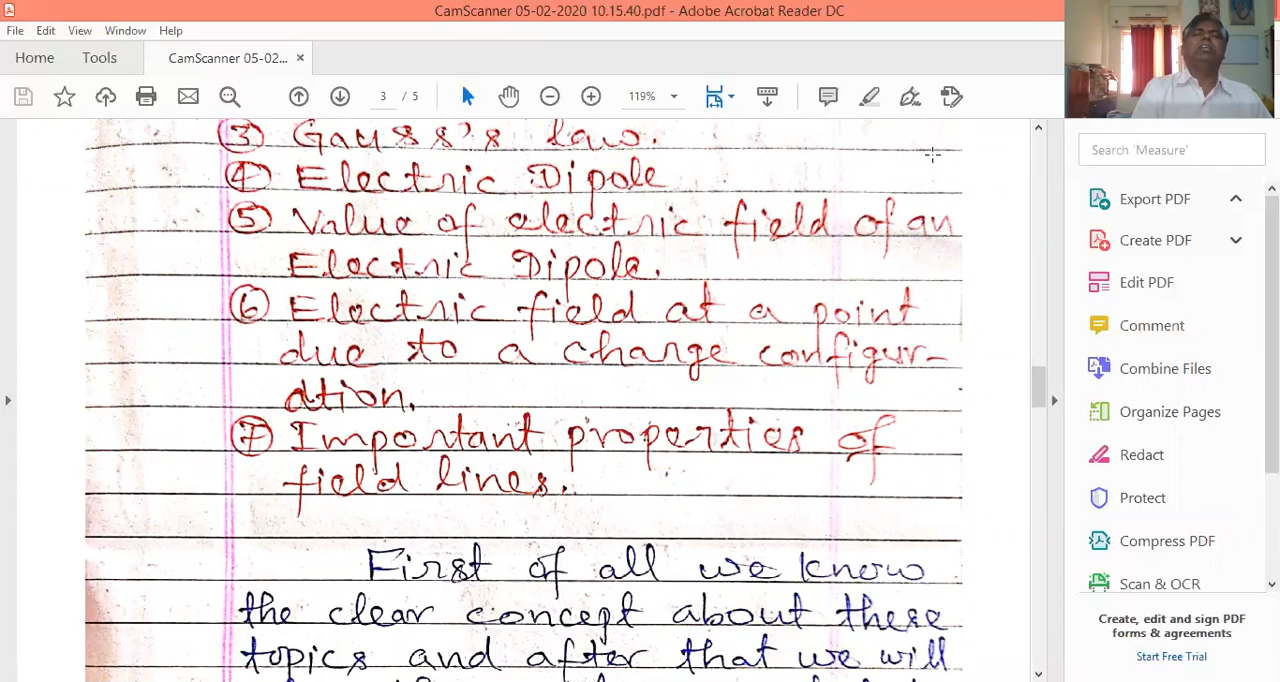 CamScanner 05-02-2020 10.15.40.pdf - Adobe Acrobat Reader DC
File Edit View Window Help
Home Tools CamScanner 05-02... ×
3 / 5 119%
③ Gauss's law.
④ Electric Dipole
⑤ Value of electric field of an
Electric Dipole.
⑥ Electric field at a point
due to a change configur-
ation.
⑦ Important properties of
field lines.
First of all we know
the clear concept about these
topics and after that we will
Search 'Measure'
Export PDF
Create PDF
Edit PDF
Comment
Combine Files
Organize Pages
Redact
Protect
Compress PDF
Scan & OCR
Create, edit and sign PDF
forms & agreements
Start Free Trial